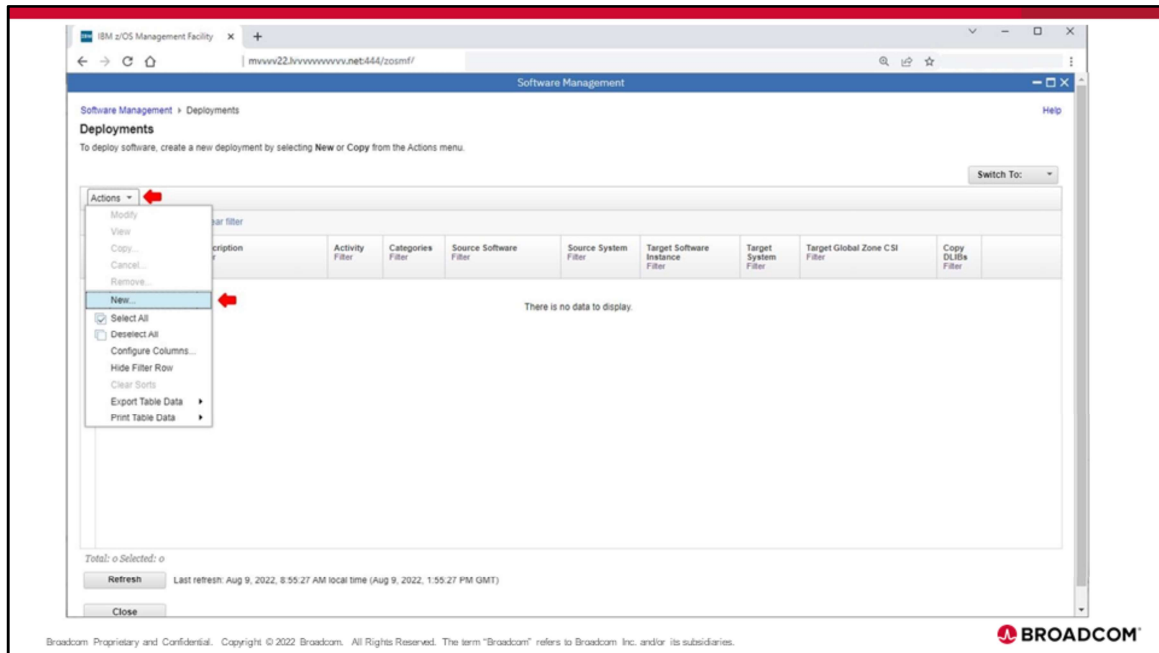 IBM z/OS Management Facility
mvvvv22.lvvvvvvvvvv.net:444/zosmf/
Software Management
Software Management › Deployments
Help
Deployments
To deploy software, create a new deployment by selecting New or Copy from the Actions menu.
Switch To:
Actions
Modify
ear filter
View
Copy...
cription Activity Categories Source Software Source System Target Software Target Target Global Zone CSI Copy
r Filter Filter Filter Filter Instance System Filter DLIBs
Filter Filter Filter
Cancel...
Remove...
New...
There is no data to display.
Select All
Deselect All
Configure Columns...
Hide Filter Row
Clear Sorts
Export Table Data
Print Table Data
Total: 0 Selected: 0
Refresh Last refresh: Aug 9, 2022, 8:55:27 AM local time (Aug 9, 2022, 1:55:27 PM GMT)
Close
Broadcom Proprietary and Confidential. Copyright © 2022 Broadcom. All Rights Reserved. The term “Broadcom” refers to Broadcom Inc. and/or its subsidiaries.
BROADCOM